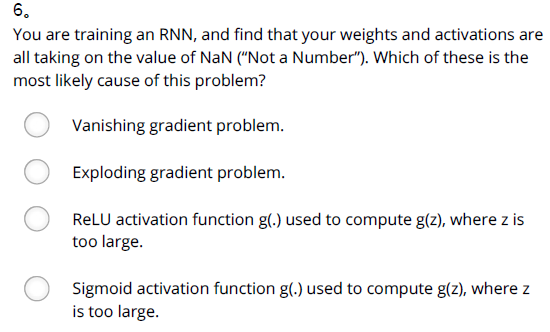 6.
You are training an RNN, and find that your weights and activations are
all taking on the value of NaN (“Not a Number”). Which of these is the
most likely cause of this problem?
Vanishing gradient problem.
Exploding gradient problem.
ReLU activation function g(.) used to compute g(z), where z is
too large.
Sigmoid activation function g(.) used to compute g(z), where z
is too large.